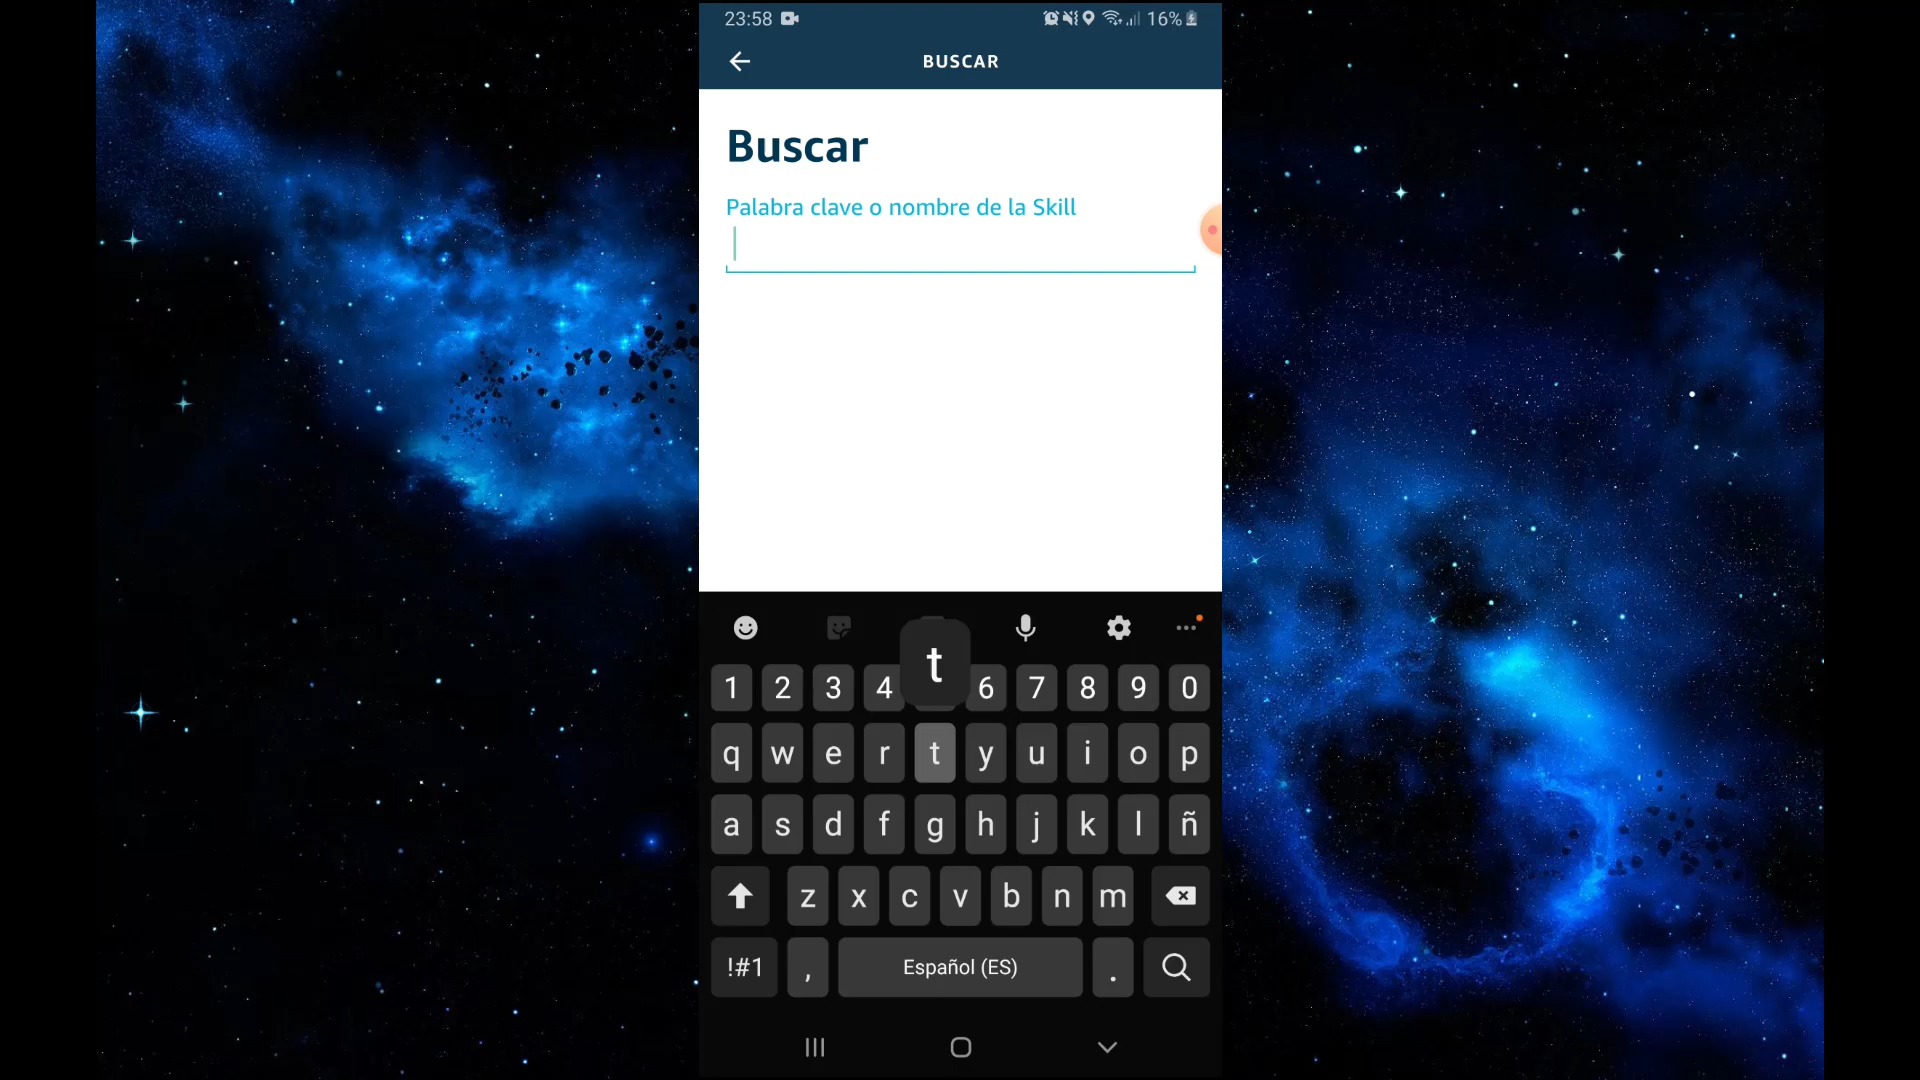 23:58 16%
BUSCAR
Buscar
Palabra clave o nombre de la Skill
t
1 2 3 4 6 7 8 9 0
q w e r t y u i o p
a s d f g h j k l ñ
z x c v b n m
!#1 , Español (ES) .